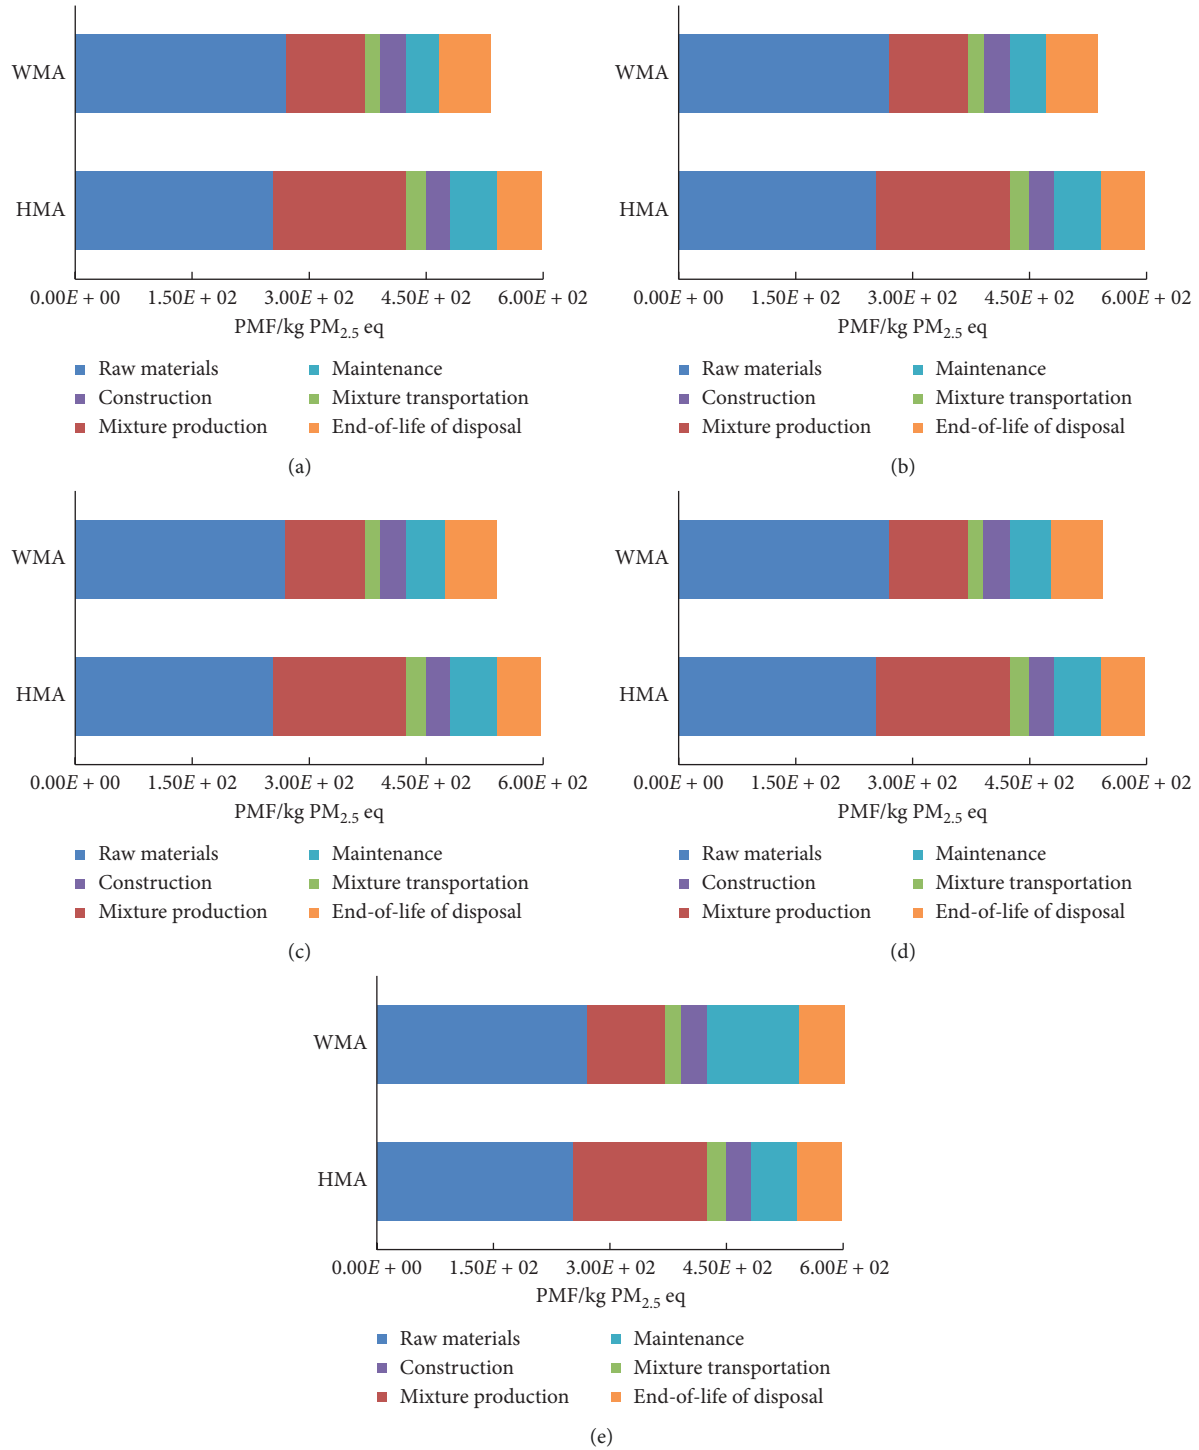 WMA
HMA
0.00E + 00 1.50E + 02 3.00E + 02 4.50E + 02 6.00E + 02
PMF/kg PM2.5 eq
Raw materials Maintenance
Construction Mixture transportation
Mixture production End-of-life of disposal
(a)
WMA
HMA
0.00E + 00 1.50E + 02 3.00E + 02 4.50E + 02 6.00E + 02
PMF/kg PM2.5 eq
Raw materials Maintenance
Construction Mixture transportation
Mixture production End-of-life of disposal
(b)
WMA
HMA
0.00E + 00 1.50E + 02 3.00E + 02 4.50E + 02 6.00E + 02
PMF/kg PM2.5 eq
Raw materials Maintenance
Construction Mixture transportation
Mixture production End-of-life of disposal
(c)
WMA
HMA
0.00E + 00 1.50E + 02 3.00E + 02 4.50E + 02 6.00E + 02
PMF/kg PM2.5 eq
Raw materials Maintenance
Construction Mixture transportation
Mixture production End-of-life of disposal
(d)
WMA
HMA
0.00E + 00 1.50E + 02 3.00E + 02 4.50E + 02 6.00E + 02
PMF/kg PM2.5 eq
Raw materials Maintenance
Construction Mixture transportation
Mixture production End-of-life of disposal
(e)